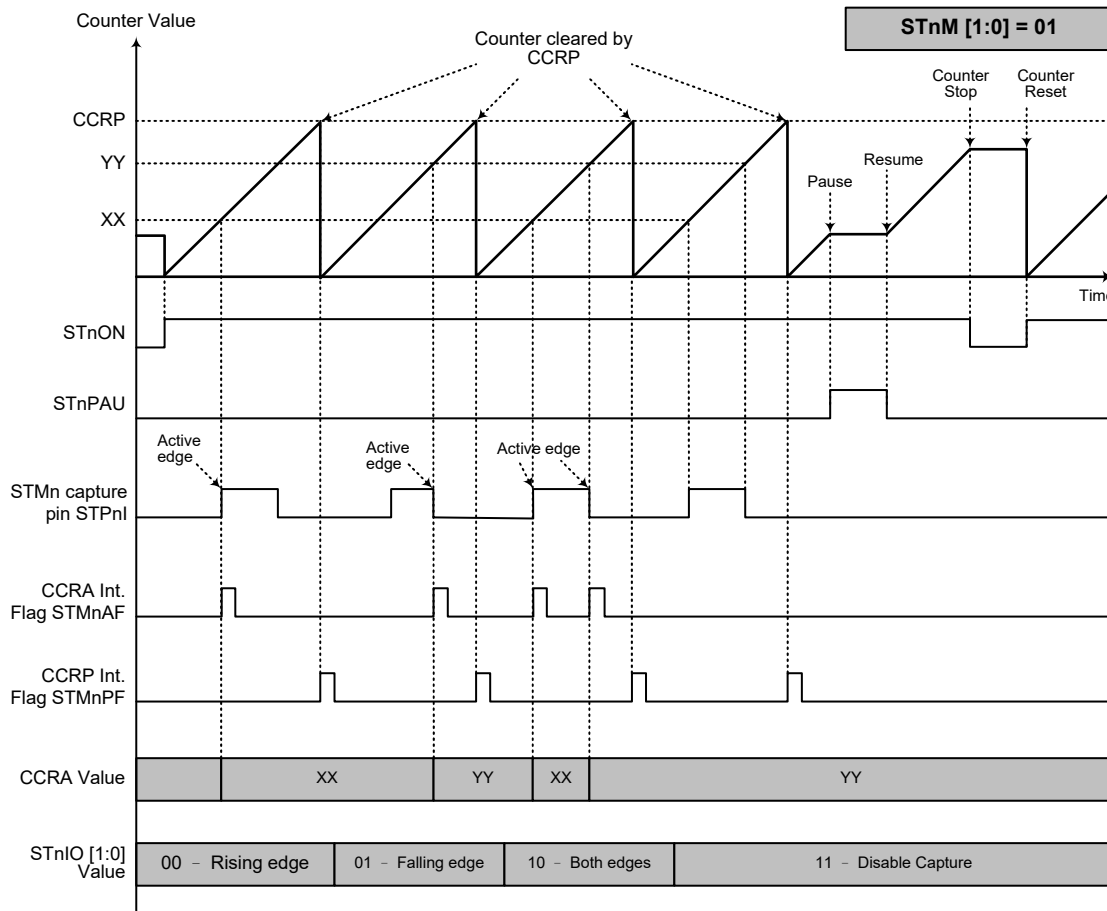 Counter Value
STnM [1:0] = 01
Counter cleared by
CCRP
Counter
Stop
Counter
Reset
CCRP
YY
XX
Pause
Resume
Time
STnON
STnPAU
Active
edge
Active
edge
Active edge
STMn capture
pin STPnI
CCRA Int.
Flag STMnAF
CCRP Int.
Flag STMnPF
CCRA Value
XX
YY
XX
YY
STnIO [1:0]
Value
00 – Rising edge
01 – Falling edge
10 – Both edges
11 – Disable Capture